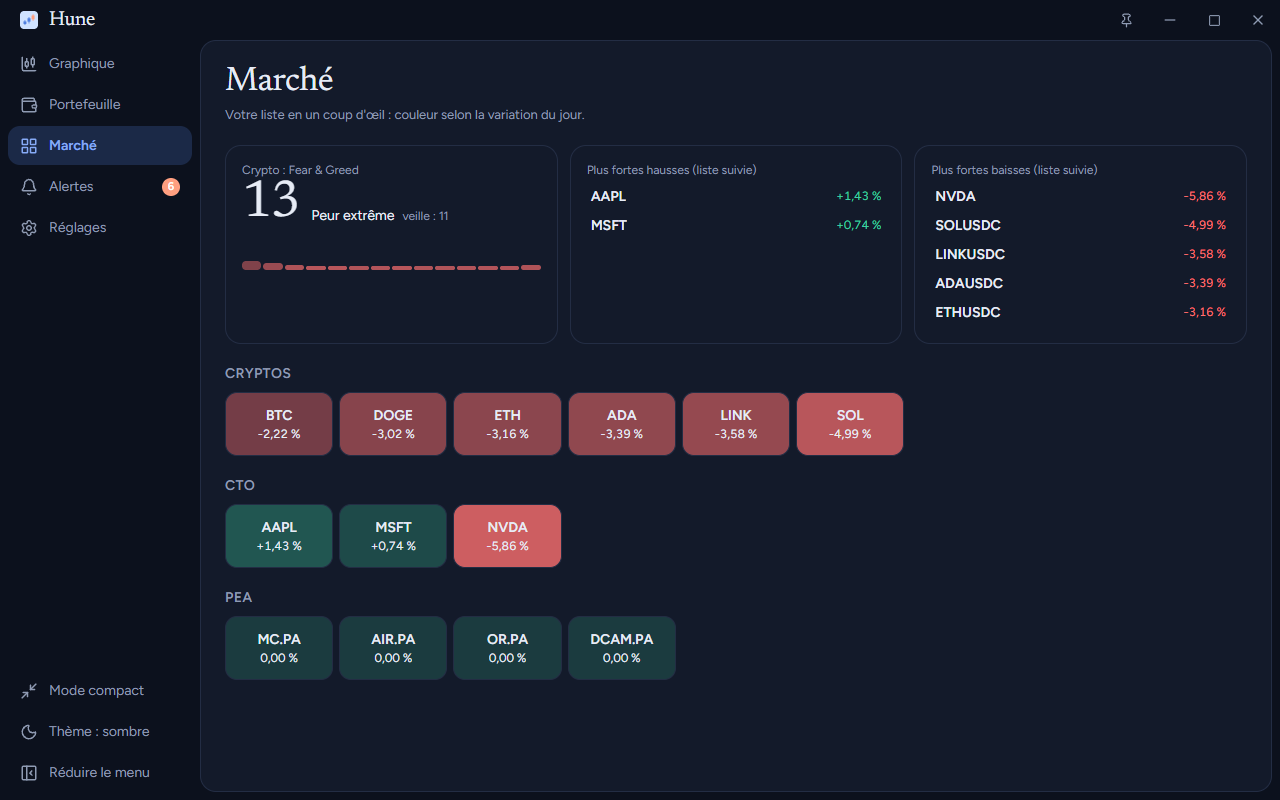 Hune
Graphique
Portefeuille
Marché
Alertes 6
Réglages
Mode compact
Thème : sombre
Réduire le menu
Marché
Votre liste en un coup d'œil : couleur selon la variation du jour.
Crypto : Fear & Greed
13 Peur extrême veille : 11
Plus fortes hausses (liste suivie)
AAPL +1,43 %
MSFT +0,74 %
Plus fortes baisses (liste suivie)
NVDA -5,86 %
SOLUSDC -4,99 %
LINKUSDC -3,58 %
ADAUSDC -3,39 %
ETHUSDC -3,16 %
CRYPTOS
BTC DOGE ETH ADA LINK SOL
-2,22 % -3,02 % -3,16 % -3,39 % -3,58 % -4,99 %
CTO
AAPL MSFT NVDA
+1,43 % +0,74 % -5,86 %
PEA
MC.PA AIR.PA OR.PA DCAM.PA
0,00 % 0,00 % 0,00 % 0,00 %